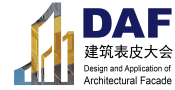 DAF
建筑表皮大会
Design and Application of
Architectural Facade